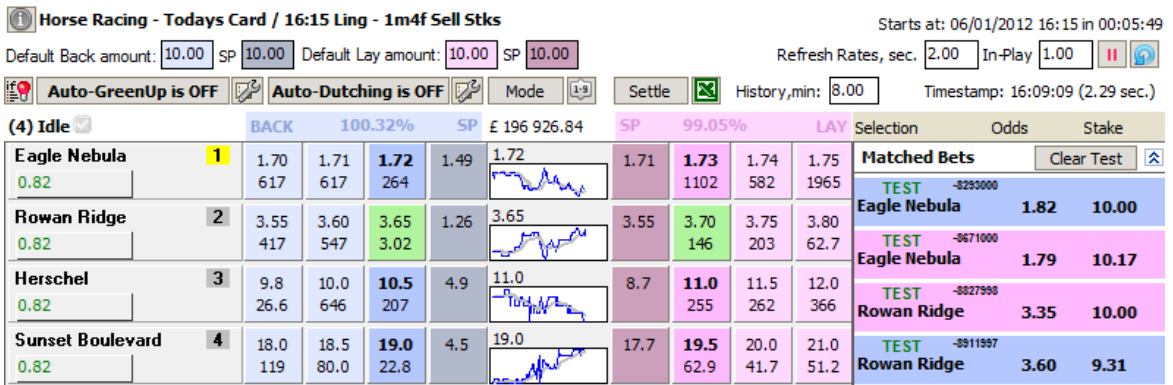 Horse Racing - Todays Card / 16:15 Ling - 1m4f Sell Stks
Starts at: 06/01/2012 16:15 in 00:05:49
Default Back amount: 10.00 SP 10.00 Default Lay amount: 10.00 SP 10.00 Refresh Rates, sec. 2.00 In-Play 1.00
Auto-GreenUp is OFF Auto-Dutching is OFF Mode 1-9 Settle History,min: 8.00 Timestamp: 16:09:09 (2.29 sec.)
(4) Idle BACK 100.32% SP £ 196 926.84 SP 99.05% LAY Selection Odds Stake
Eagle Nebula 1 1.70 1.71 1.72 1.49 1.72 1.71 1.73 1.74 1.75
0.82 617 617 264 1102 582 1965
Rowan Ridge 2 3.55 3.60 3.65 1.26 3.65 3.55 3.70 3.75 3.80
0.82 417 547 3.02 146 203 62.7
Herschel 3 9.8 10.0 10.5 4.9 11.0 8.7 11.0 11.5 12.0
0.82 26.6 646 207 255 262 366
Sunset Boulevard 4 18.0 18.5 19.0 4.5 19.0 17.7 19.5 20.0 21.0
0.82 119 80.0 22.8 62.9 41.7 51.2
Matched Bets Clear Test
TEST -8293000
Eagle Nebula 1.82 10.00
TEST -8671000
Eagle Nebula 1.79 10.17
TEST -8827998
Rowan Ridge 3.35 10.00
TEST -8911997
Rowan Ridge 3.60 9.31